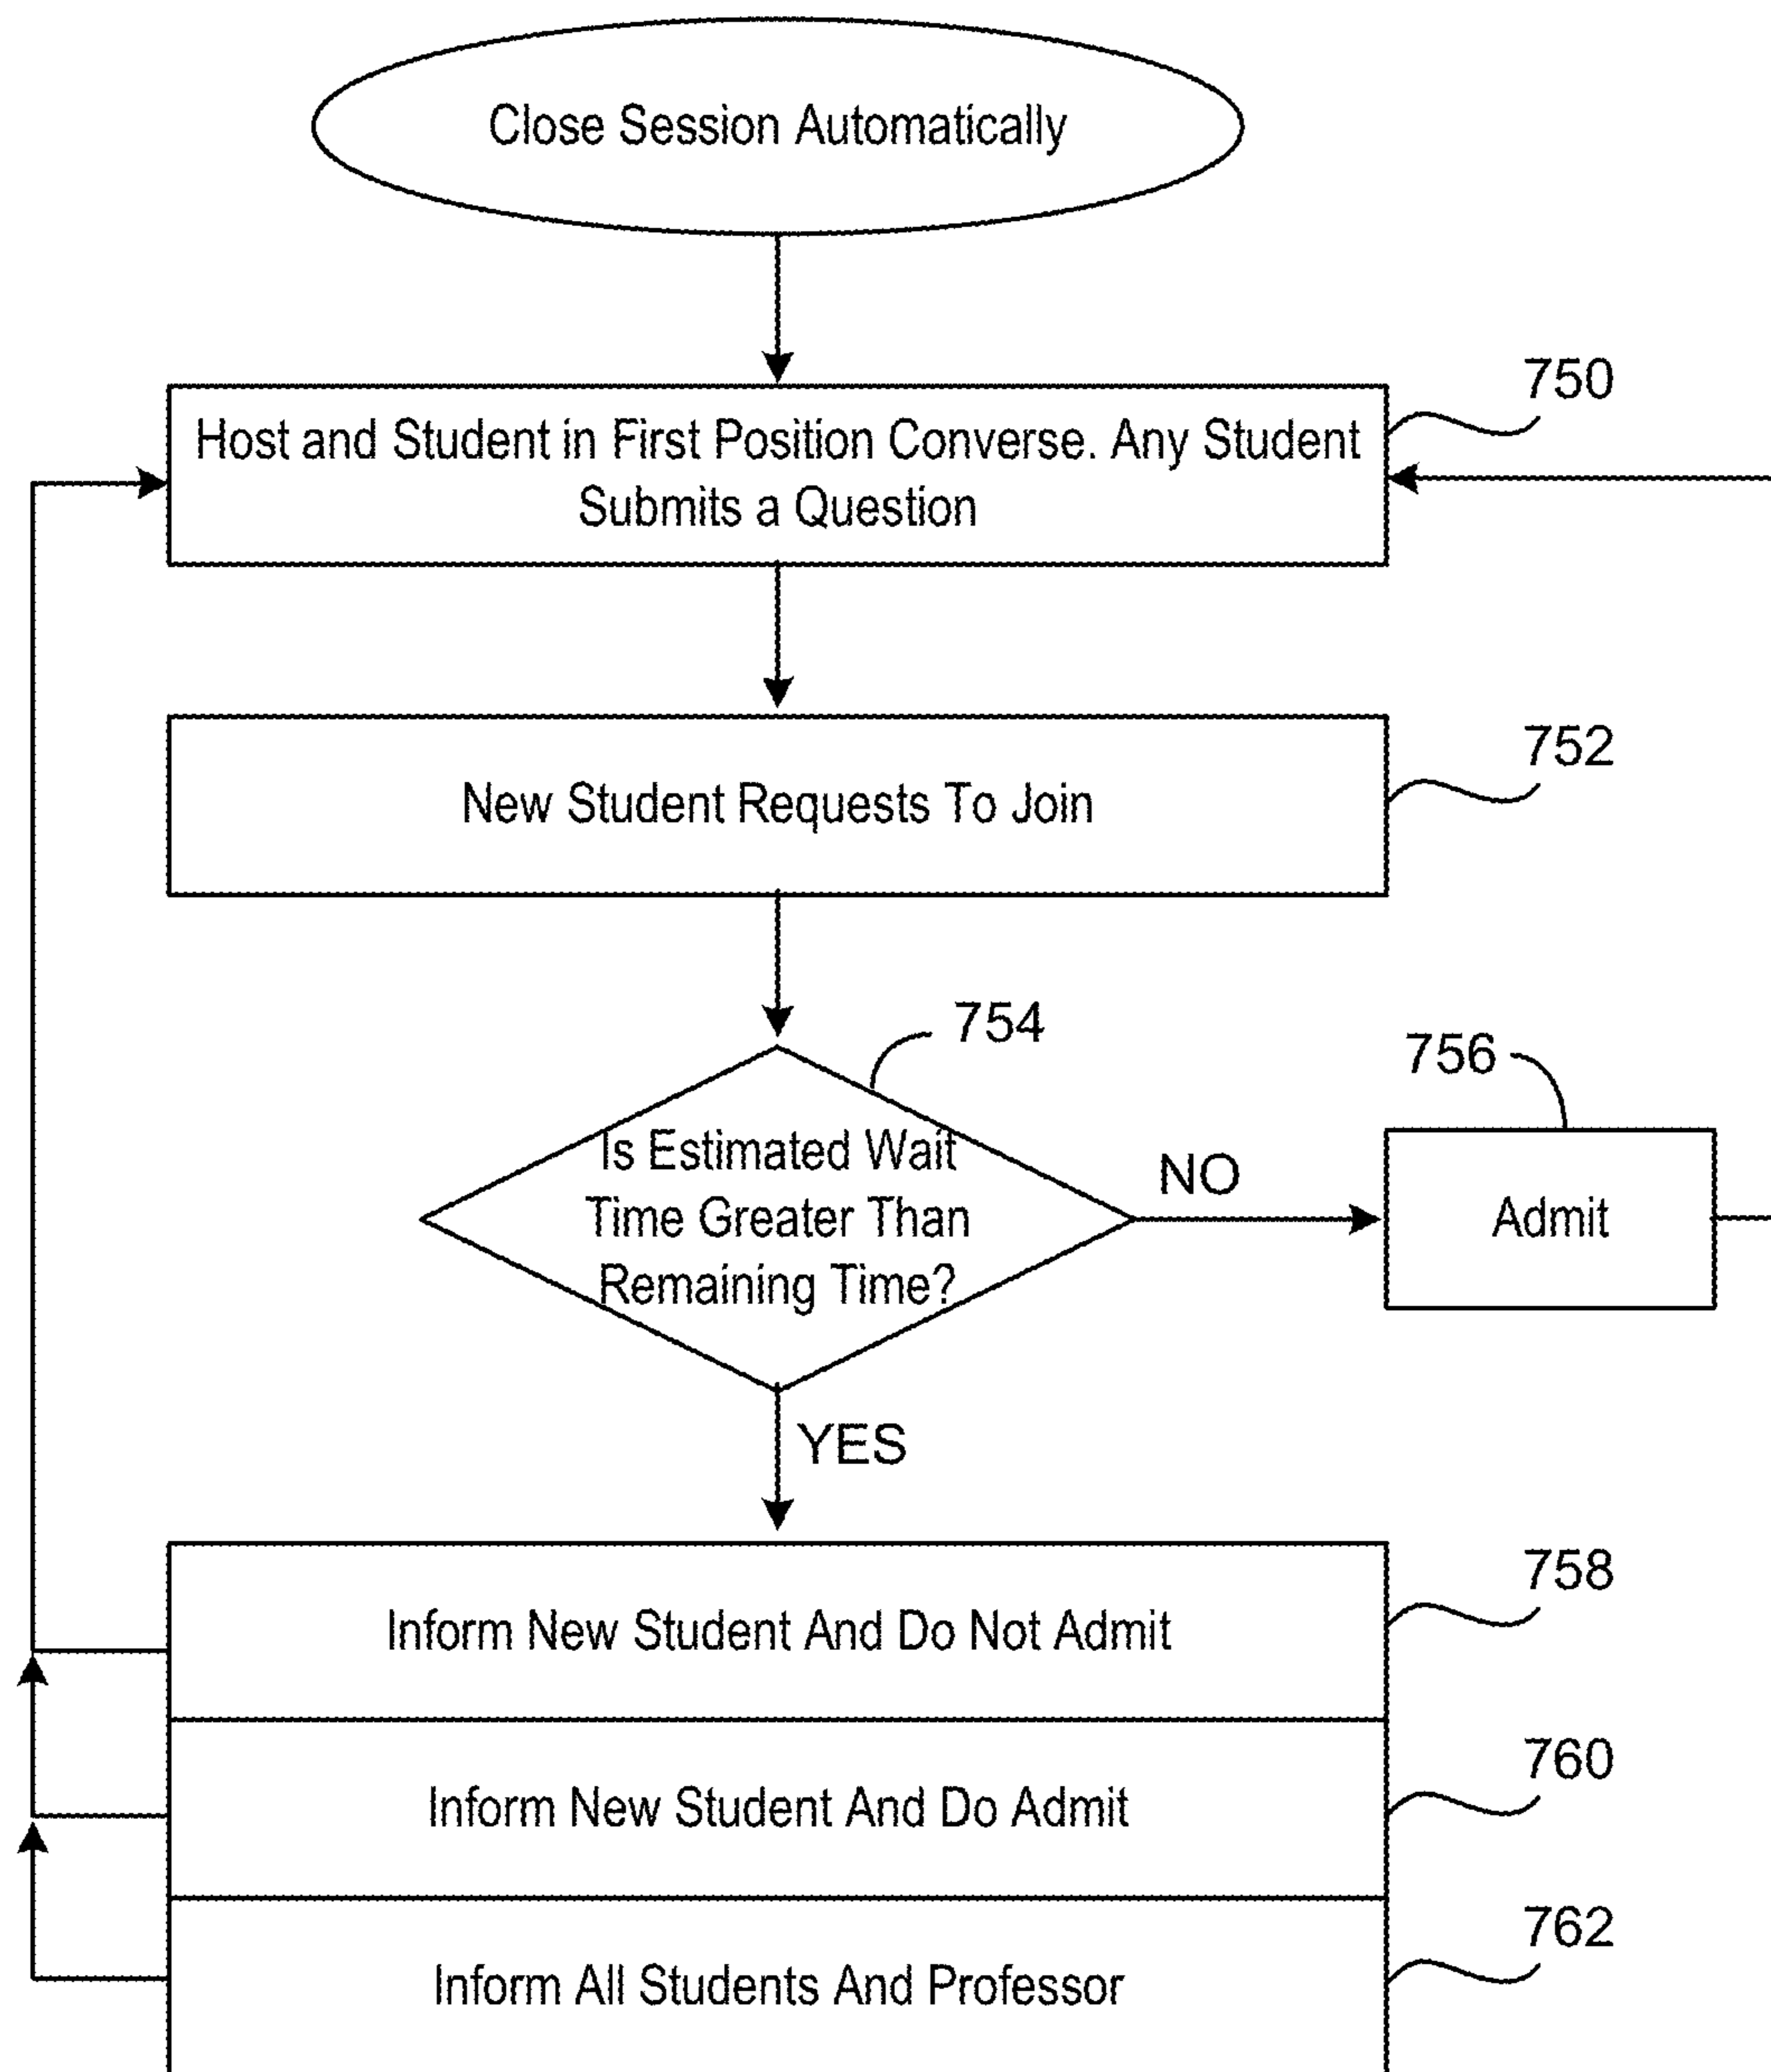 Close Session Automatically
750
Host and Student in First Position Converse. Any Student
Submits a Question
752
New Student Requests To Join
754
756
Is Estimated Wait
Time Greater Than
Remaining Time?
NO
Admit
YES
758
Inform New Student And Do Not Admit
760
Inform New Student And Do Admit
762
Inform All Students And Professor